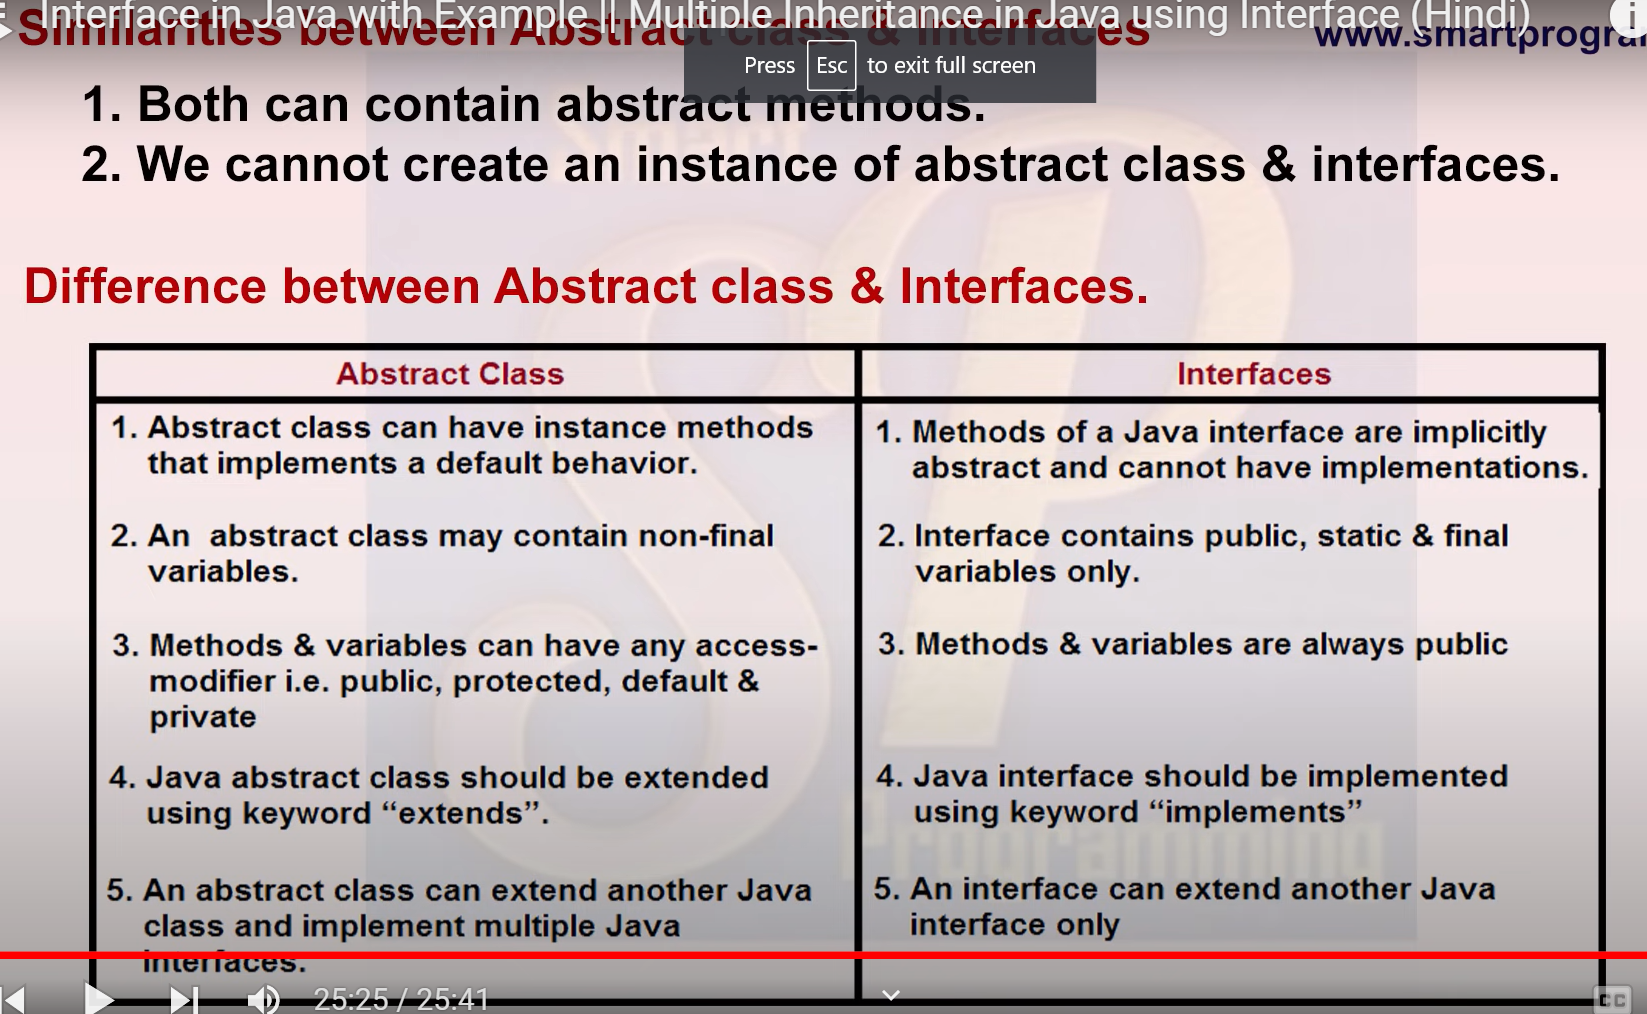 Interface in Java with Example || Multiple Inheritance in Java using Interface (Hindi)
Similarities between Abstract class & Interfaces
www.smartprogra
Press Esc to exit full screen
1. Both can contain abstract methods.
2. We cannot create an instance of abstract class & interfaces.
Difference between Abstract class & Interfaces.
Abstract Class
1. Abstract class can have instance methods
that implements a default behavior.
2. An abstract class may contain non-final
variables.
3. Methods & variables can have any access-
modifier i.e. public, protected, default &
private
4. Java abstract class should be extended
using keyword “extends”.
5. An abstract class can extend another Java
class and implement multiple Java
interfaces.
Interfaces
1. Methods of a Java interface are implicitly
abstract and cannot have implementations.
2. Interface contains public, static & final
variables only.
3. Methods & variables are always public
4. Java interface should be implemented
using keyword “implements”
5. An interface can extend another Java
interface only
Smart
SP
Programming
25:25 / 25:41
CC